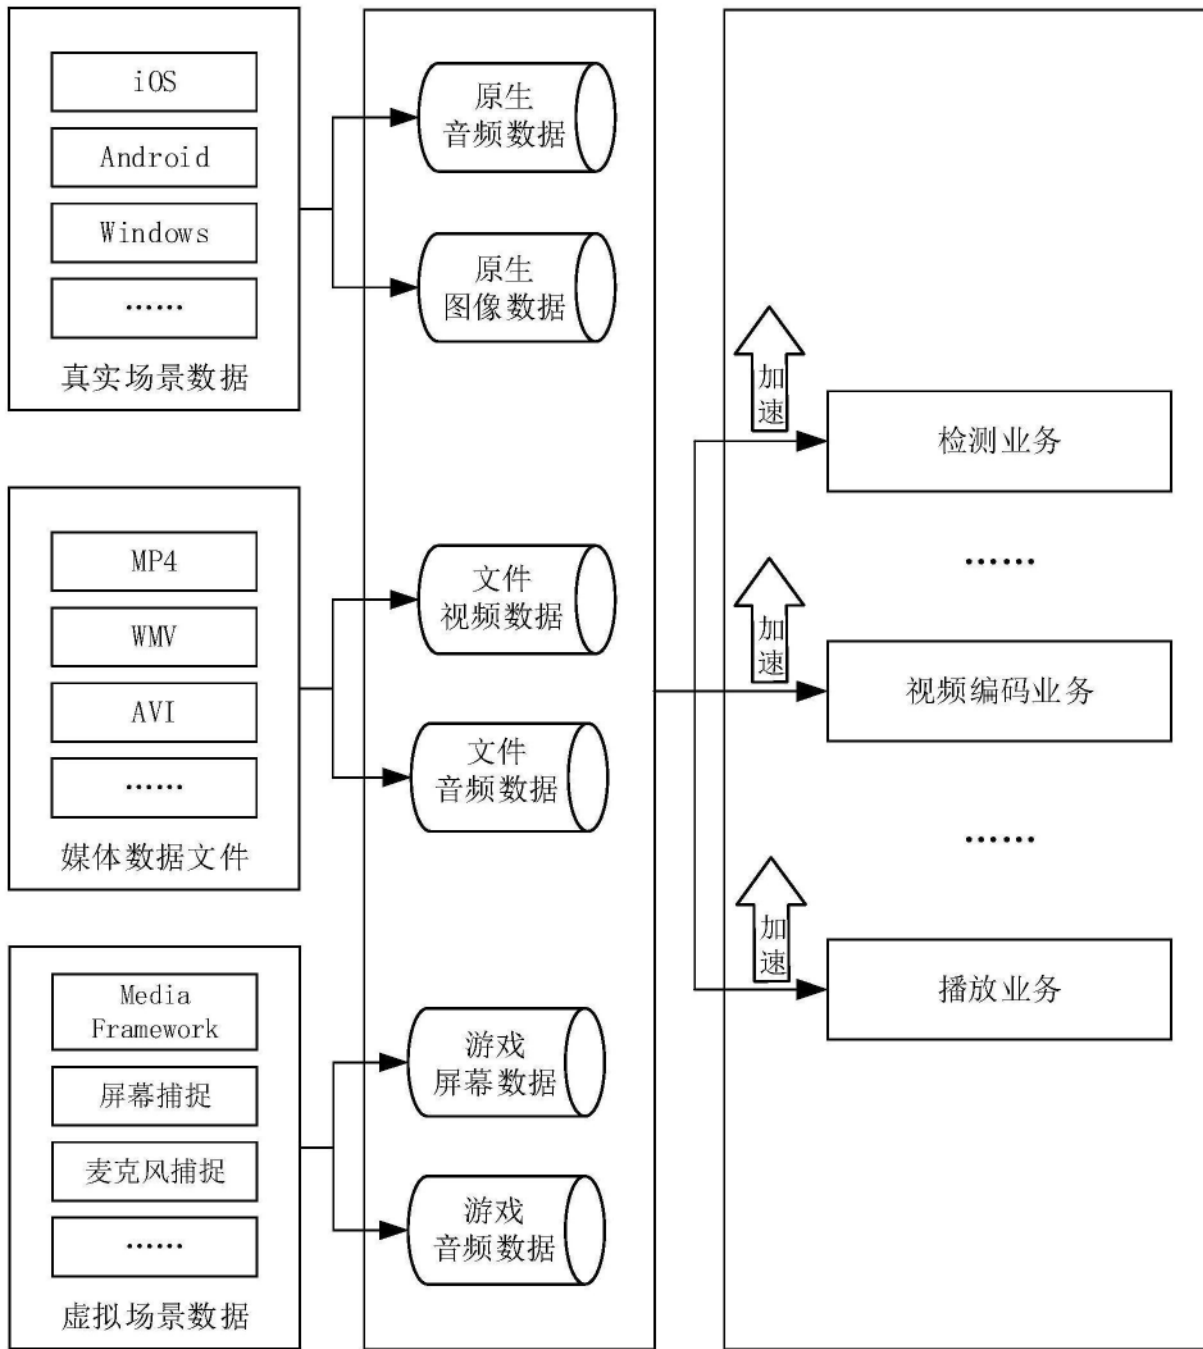 iOS
Android
Windows
……
真实场景数据
MP4
WMV
AVI
……
媒体数据文件
Media
Framework
屏幕捕捉
麦克风捕捉
……
虚拟场景数据
原生
音频数据
原生
图像数据
文件
视频数据
文件
音频数据
游戏
屏幕数据
游戏
音频数据
加
速
检测业务
……
加
速
视频编码业务
……
加
速
播放业务